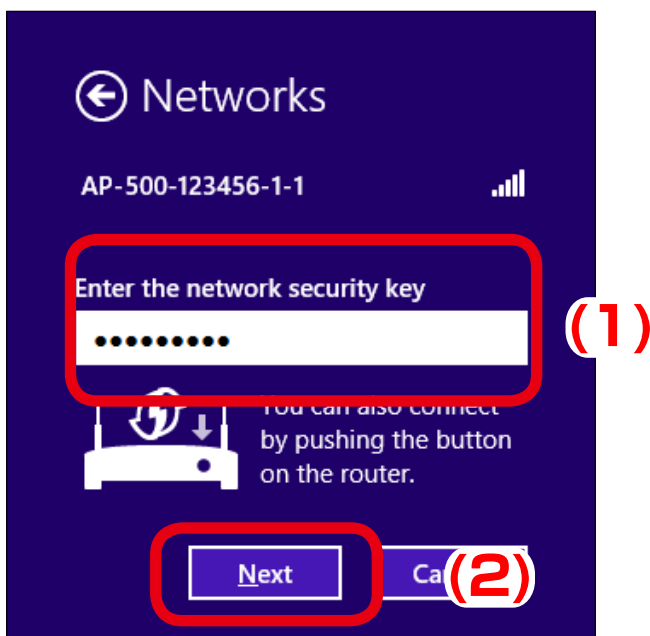 Networks
AP-500-123456-1-1
Enter the network security key
(1)
You can also connect
by pushing the button
on the router.
Next
(2)